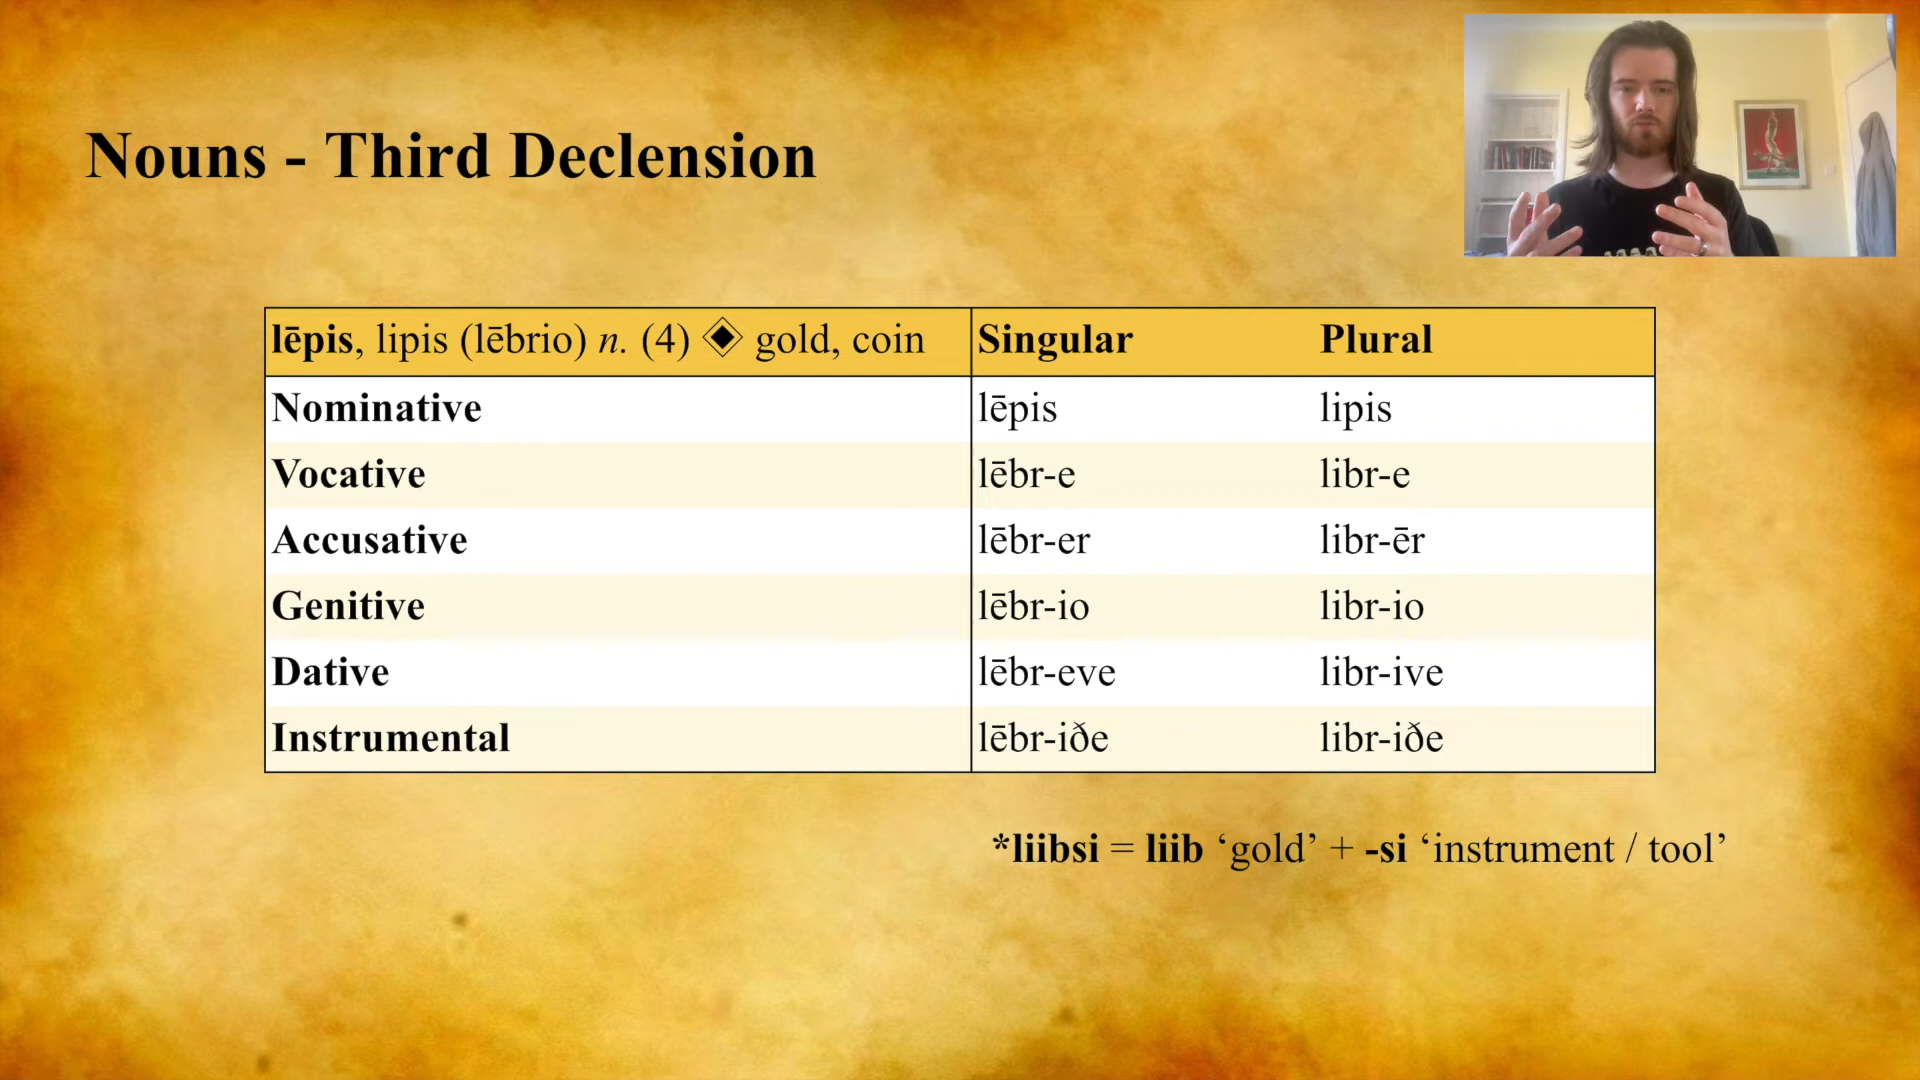 Nouns - Third Declension
lēpis, lipis (lēbrio) n. (4) ◈ gold, coin Singular Plural
Nominative lēpis lipis
Vocative lēbr-e libr-e
Accusative lēbr-er libr-ēr
Genitive lēbr-io libr-io
Dative lēbr-eve libr-ive
Instrumental lēbr-iðe libr-iðe
*liibsi = liib ‘gold’ + -si ‘instrument / tool’